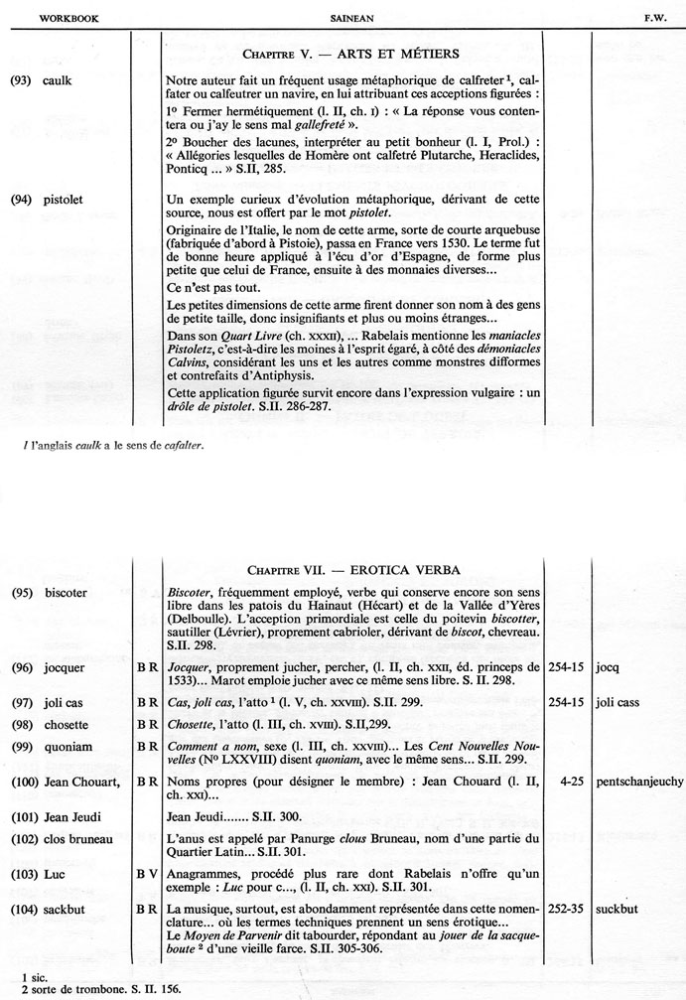 WORKBOOK SAINEAN F.W.
CHAPITRE V. — ARTS ET MÉTIERS
(93) caulk Notre auteur fait un fréquent usage métaphorique de calfreter ¹, cal-
fater ou calfeutrer un navire, en lui attribuant ces acceptions figurées :
1º Fermer hermétiquement (l. II, ch. I) : « La réponse vous conten-
tera ou j'ay le sens mal gallefreté ».
2º Boucher des lacunes, interpréter au petit bonheur (l. I, Prol.) :
« Allégories lesquelles de Homère ont calfetré Plutarche, Heraclides,
Ponticq ... » S.II, 285.
(94) pistolet Un exemple curieux d'évolution métaphorique, dérivant de cette
source, nous est offert par le mot pistolet.
Originaire de l'Italie, le nom de cette arme, sorte de courte arquebuse
(fabriquée d'abord à Pistoie), passa en France vers 1530. Le terme fut
de bonne heure appliqué à l'écu d'or d'Espagne, de forme plus
petite que celui de France, ensuite à des monnaies diverses...
Ce n'est pas tout.
Les petites dimensions de cette arme firent donner son nom à des gens
de petite taille, donc insignifiants et plus ou moins étranges...
Dans son Quart Livre (ch. XXXII), ... Rabelais mentionne les maniacles
Pistoletz, c'est-à-dire les moines à l'esprit égaré, à côté des démoniacles
Calvins, considérant les uns et les autres comme monstres difformes
et contrefaits d'Antiphysis.
Cette application figurée survit encore dans l'expression vulgaire : un
drôle de pistolet. S.II. 286-287.
1 l'anglais caulk a le sens de cafalter.
CHAPITRE VII. — EROTICA VERBA
(95) biscoter Biscoter, fréquemment employé, verbe qui conserve encore son sens
libre dans les patois du Hainaut (Hécart) et de la Vallée d'Yères
(Delboulle). L'acception primordiale est celle du poitevin biscotter,
sautiller (Lévrier), proprement cabrioler, dérivant de biscot, chevreau.
S.II. 298.
(96) jocquer B R Jocquer, proprement jucher, percher, (l. II, ch. XXII, éd. princeps de 254-15 jocq
1533)... Marot emploie jucher avec ce même sens libre. S. II. 298.
(97) joli cas B R Cas, joli cas, l'atto ¹ (l. V, ch. XXVIII). S.II. 299. 254-15 joli cass
(98) chosette B R Chosette, l'atto (l. III, ch. XVIII). S.II,299.
(99) quoniam B R Comment a nom, sexe (l. III, ch. XXVIII)... Les Cent Nouvelles Nou-
velles (Nº LXXVIII) disent quoniam, avec le même sens... S.II. 299.
(100) Jean Chouart, B R Noms propres (pour désigner le membre) : Jean Chouard (l. II, 4-25 pentschanjeuchy
ch. XXI)...
(101) Jean Jeudi Jean Jeudi....... S.II. 300.
(102) clos bruneau L'anus est appelé par Panurge clous Bruneau, nom d'une partie du
Quartier Latin... S.II. 301.
(103) Luc B V Anagrammes, procédé plus rare dont Rabelais n'offre qu'un
exemple : Luc pour c..., (l. II, ch. XXI). S.II. 301.
(104) sackbut B R La musique, surtout, est abondamment représentée dans cette nomen- 252-35 suckbut
clature... où les termes techniques prennent un sens érotique...
Le Moyen de Parvenir dit tabourder, répondant au jouer de la sacque-
boute ² d'une vieille farce. S.II. 305-306.
1 sic.
2 sorte de trombone. S. II. 156.